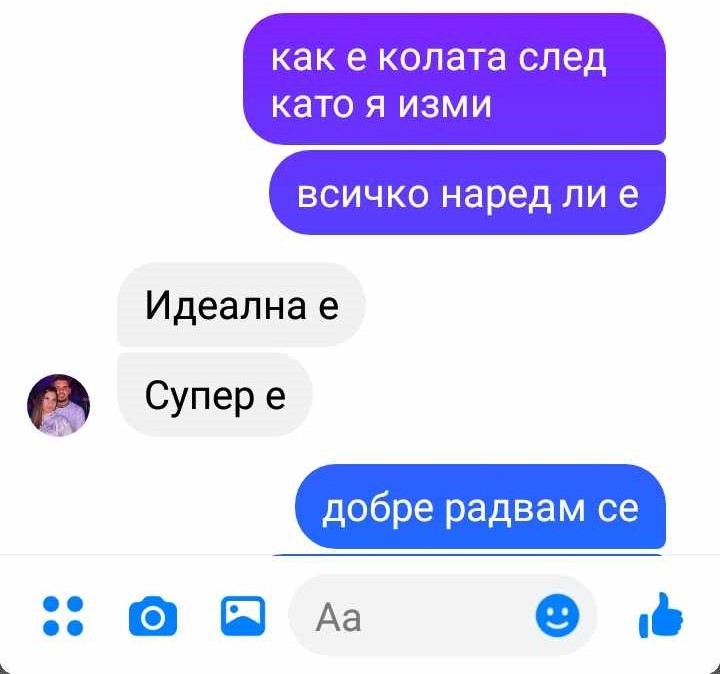 как е колата след
като я изми
всичко наред ли е
Идеална е
Супер е
добре радвам се
Aa